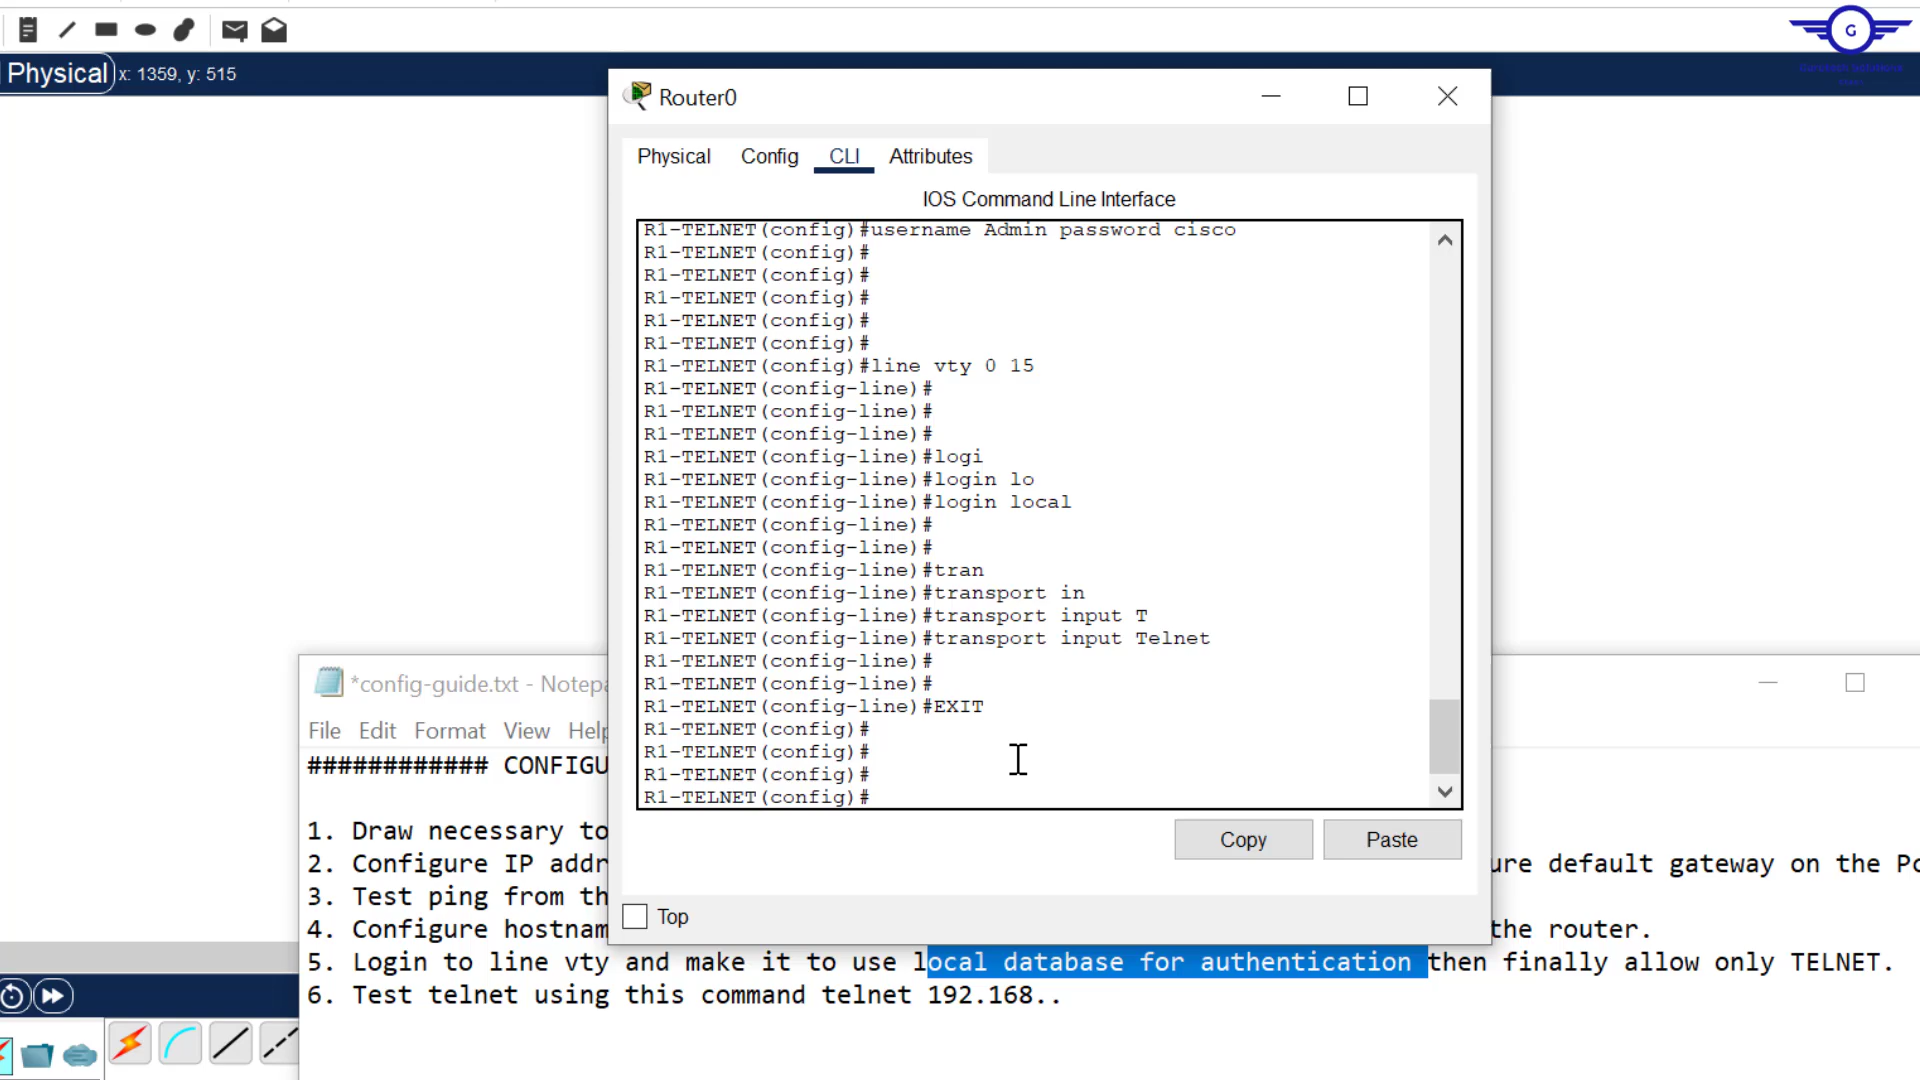 G
Physical x: 1359, y: 515
Router0
Physical Config CLI Attributes
IOS Command Line Interface
R1-TELNET(config)#username Admin password cisco
R1-TELNET(config)#
R1-TELNET(config)#
R1-TELNET(config)#
R1-TELNET(config)#
R1-TELNET(config)#
R1-TELNET(config)#line vty 0 15
R1-TELNET(config-line)#
R1-TELNET(config-line)#
R1-TELNET(config-line)#
R1-TELNET(config-line)#logi
R1-TELNET(config-line)#login lo
R1-TELNET(config-line)#login local
R1-TELNET(config-line)#
R1-TELNET(config-line)#
R1-TELNET(config-line)#tran
R1-TELNET(config-line)#transport in
R1-TELNET(config-line)#transport input T
R1-TELNET(config-line)#transport input Telnet
R1-TELNET(config-line)#
R1-TELNET(config-line)#
R1-TELNET(config-line)#EXIT
R1-TELNET(config)#
R1-TELNET(config)#
R1-TELNET(config)#
R1-TELNET(config)#
Copy Paste
Top
*config-guide.txt - Notepa
File Edit Format View Help
############ CONFIGU
1. Draw necessary to
2. Configure IP addr ure default gateway on the Pc
3. Test ping from th
4. Configure hostnam the router.
5. Login to line vty and make it to use local database for authentication then finally allow only TELNET.
6. Test telnet using this command telnet 192.168..